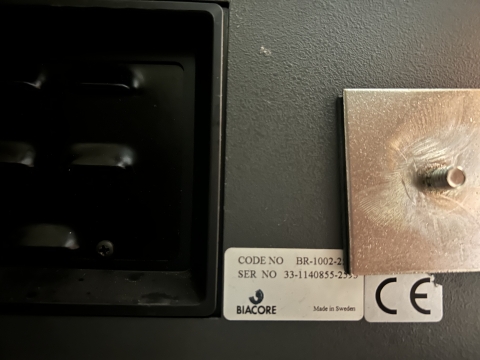 CODE NO BR-1002-2
SER NO 33-1140855-2
BIACORE
Made in Sweden
CE